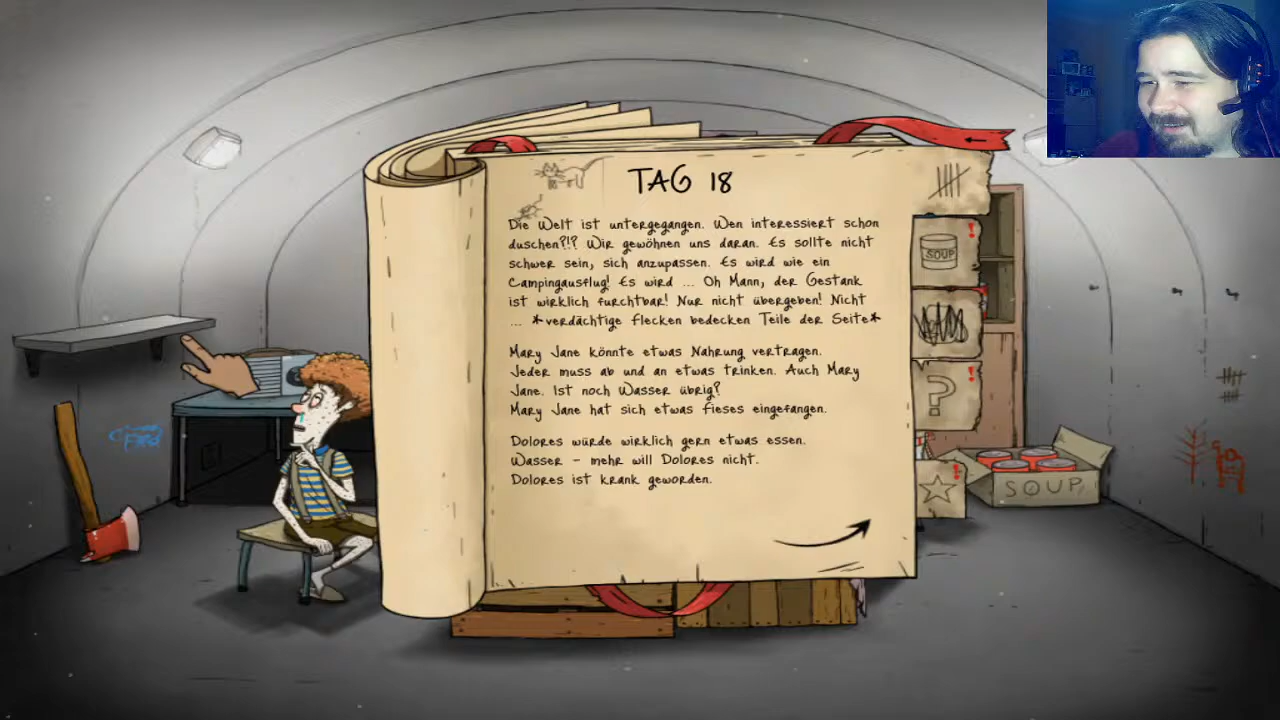 TAG 18
Die Welt ist untergegangen. Wen interessiert schon
duschen?!? Wir gewöhnen uns daran. Es sollte nicht
schwer sein, sich anzupassen. Es wird wie ein
Campingausflug! Es wird ... Oh Mann, der Gestank
ist wirklich furchtbar! Nur nicht übergeben! Nicht
... *verdächtige Flecken bedecken Teile der Seite*
Mary Jane könnte etwas Nahrung vertragen.
Jeder muss ab und an etwas trinken. Auch Mary
Jane. Ist noch Wasser übrig?
Mary Jane hat sich etwas Fieses eingefangen.
Dolores würde wirklich gern etwas essen.
Wasser - mehr will Dolores nicht.
Dolores ist krank geworden.
SOUP
!
?
!
!
SOUP